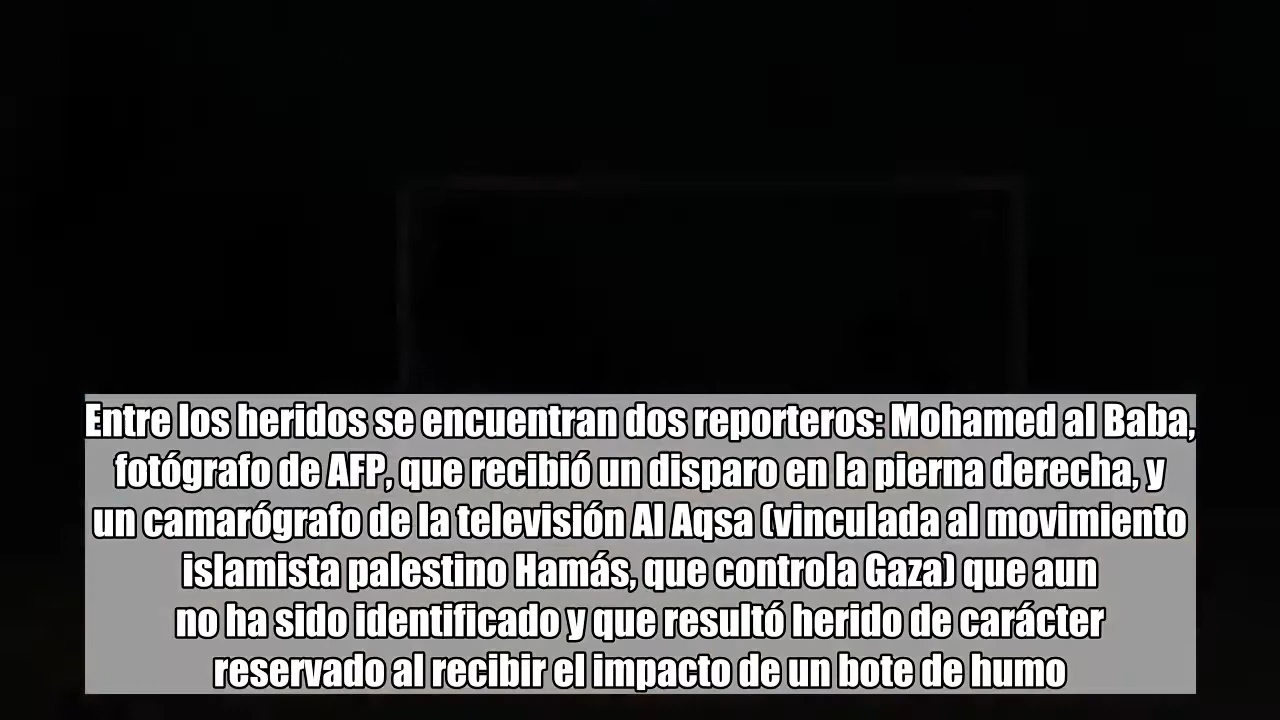 Entre los heridos se encuentran dos reporteros: Mohamed al Baba,
fotógrafo de AFP, que recibió un disparo en la pierna derecha, y
un camarógrafo de la televisión Al Aqsa (vinculada al movimiento
islamista palestino Hamás, que controla Gaza) que aun
no ha sido identificado y que resultó herido de carácter
reservado al recibir el impacto de un bote de humo